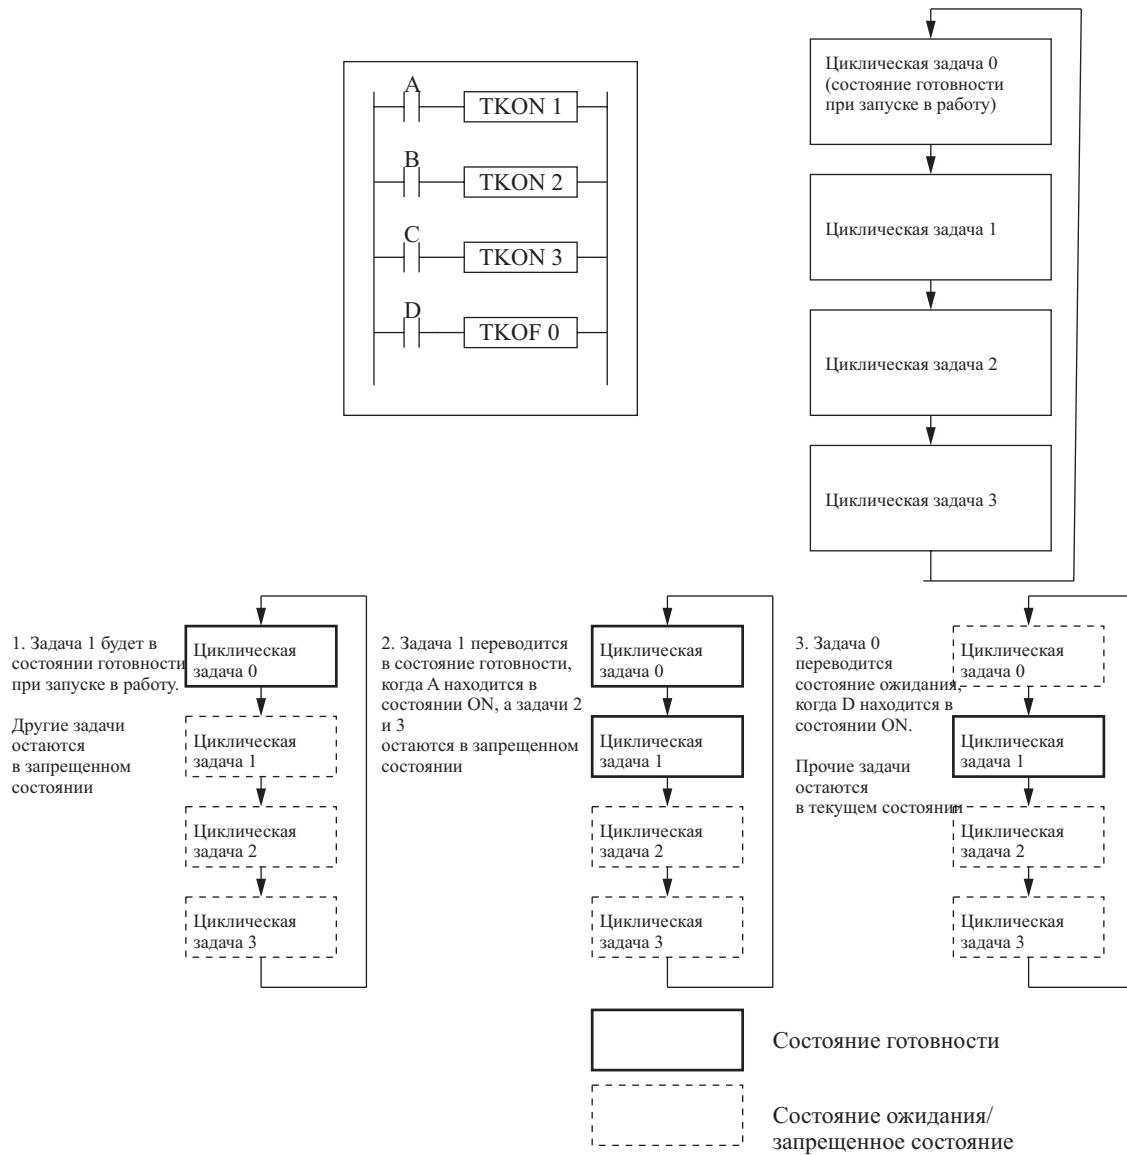 A
TKON 1
B
TKON 2
C
TKON 3
D
TKOF 0
Циклическая задача 0
(состояние готовности
при запуске в работу)
Циклическая задача 1
Циклическая задача 2
Циклическая задача 3
1. Задача 1 будет в
состоянии готовности
при запуске в работу.
Другие задачи
остаются
в запрещенном
состоянии
Циклическая
задача 0
Циклическая
задача 1
Циклическая
задача 2
Циклическая
задача 3
2. Задача 1 переводится
в состояние готовности,
когда A находится в
состоянии ON, а задачи 2
и 3
остаются в запрещенном
состоянии
Циклическая
задача 0
Циклическая
задача 1
Циклическая
задача 2
Циклическая
задача 3
3. Задача 0
переводится
состояние ожидания,
когда D находится в
состоянии ON.
Прочие задачи
остаются
в текущем состоянии
Циклическая
задача 0
Циклическая
задача 1
Циклическая
задача 2
Циклическая
задача 3
Состояние готовности
Состояние ожидания/
запрещенное состояние